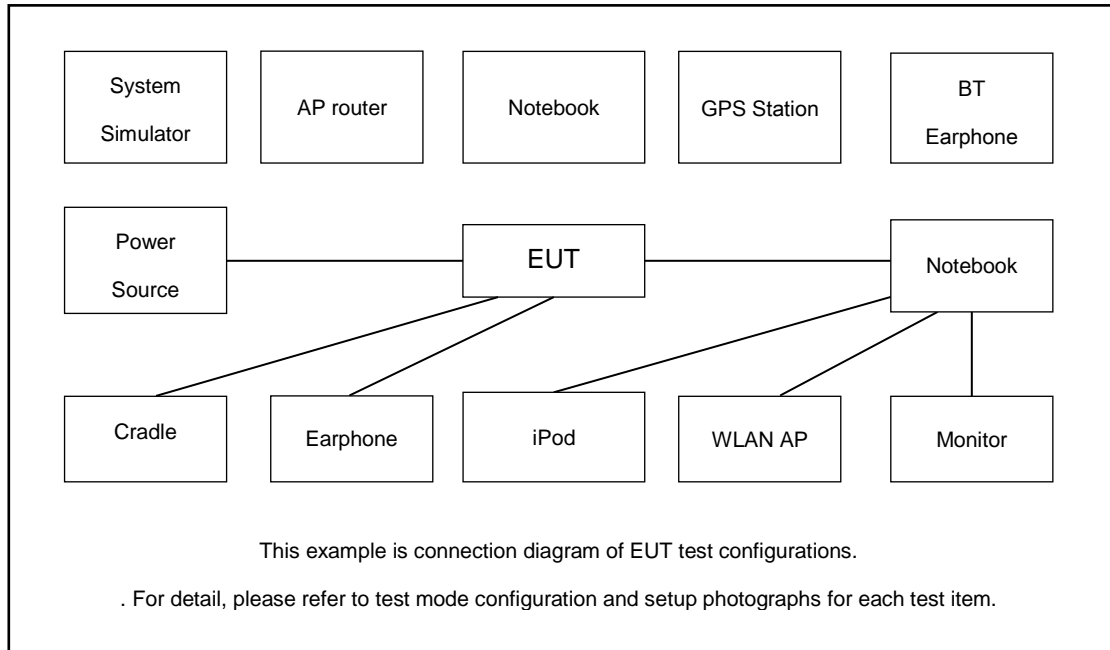 System
Simulator
AP router
Notebook
GPS Station
BT
Earphone
Power
Source
EUT
Notebook
Cradle
Earphone
iPod
WLAN AP
Monitor
This example is connection diagram of EUT test configurations.
. For detail, please refer to test mode configuration and setup photographs for each test item.